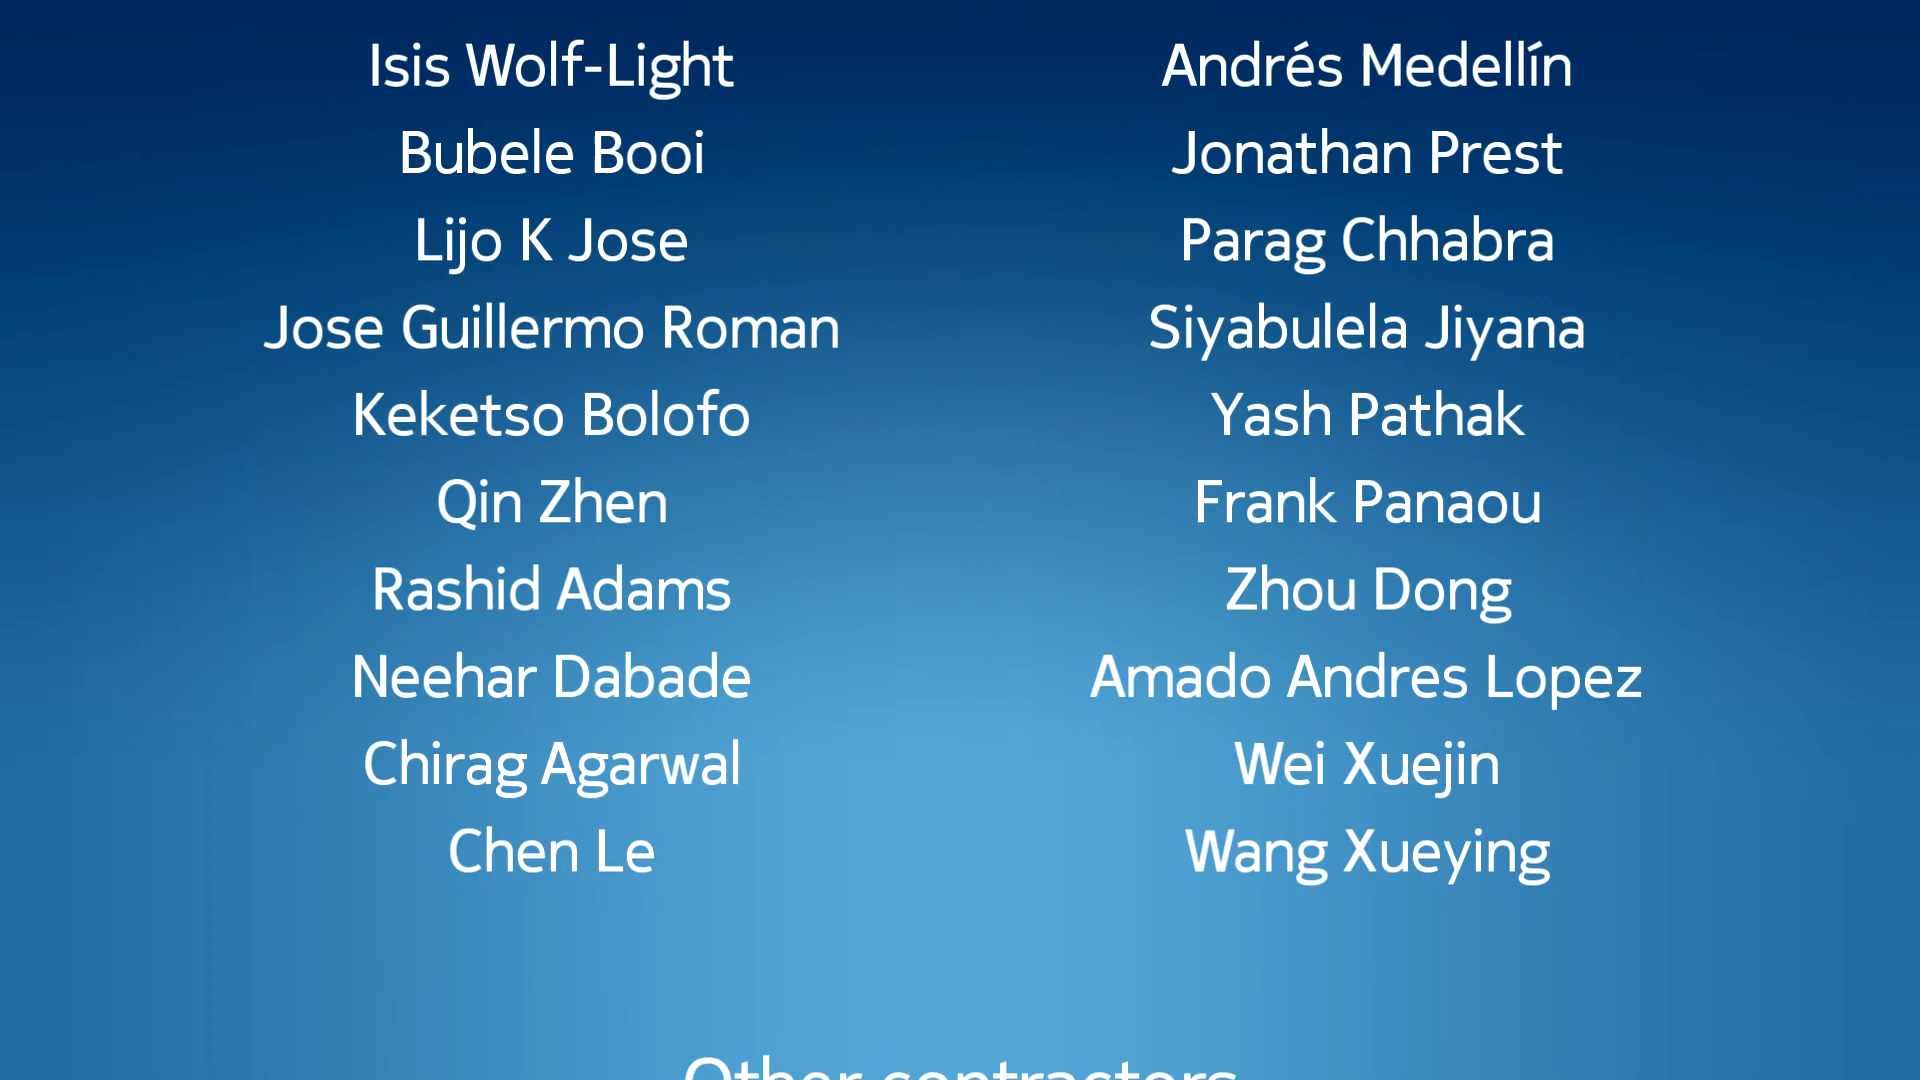 Isis Wolf-Light
Andrés Medellín
Bubele Booi
Jonathan Prest
Lijo K Jose
Parag Chhabra
Jose Guillermo Roman
Siyabulela Jiyana
Keketso Bolofo
Yash Pathak
Qin Zhen
Frank Panaou
Rashid Adams
Zhou Dong
Neehar Dabade
Amado Andres Lopez
Chirag Agarwal
Wei Xuejin
Chen Le
Wang Xueying
Other contractors